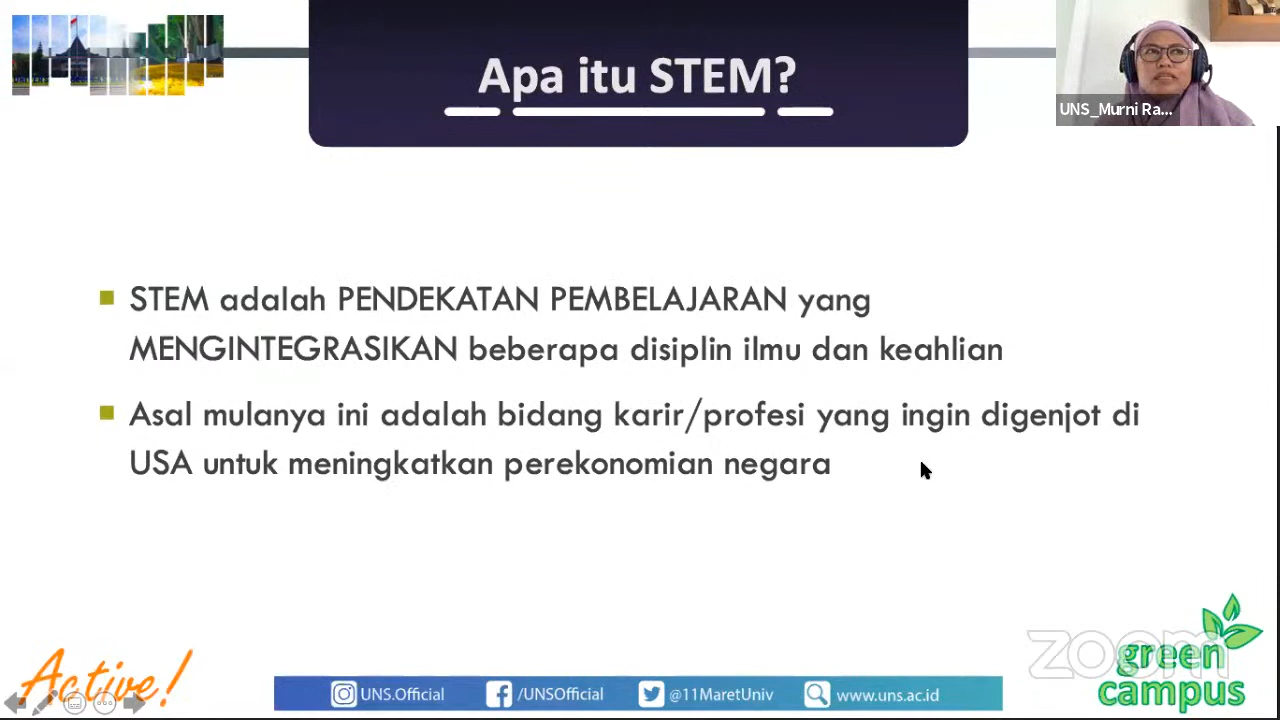 Apa itu STEM?
UNS_Murni Ra...
STEM adalah PENDEKATAN PEMBELAJARAN yang
MENGINTEGRASIKAN beberapa disiplin ilmu dan keahlian
Asal mulanya ini adalah bidang karir/profesi yang ingin digenjot di
USA untuk meningkatkan perekonomian negara
Active!
UNS.Official
/UNSOfficial
@11MaretUniv
www.uns.ac.id
zoom
green
campus